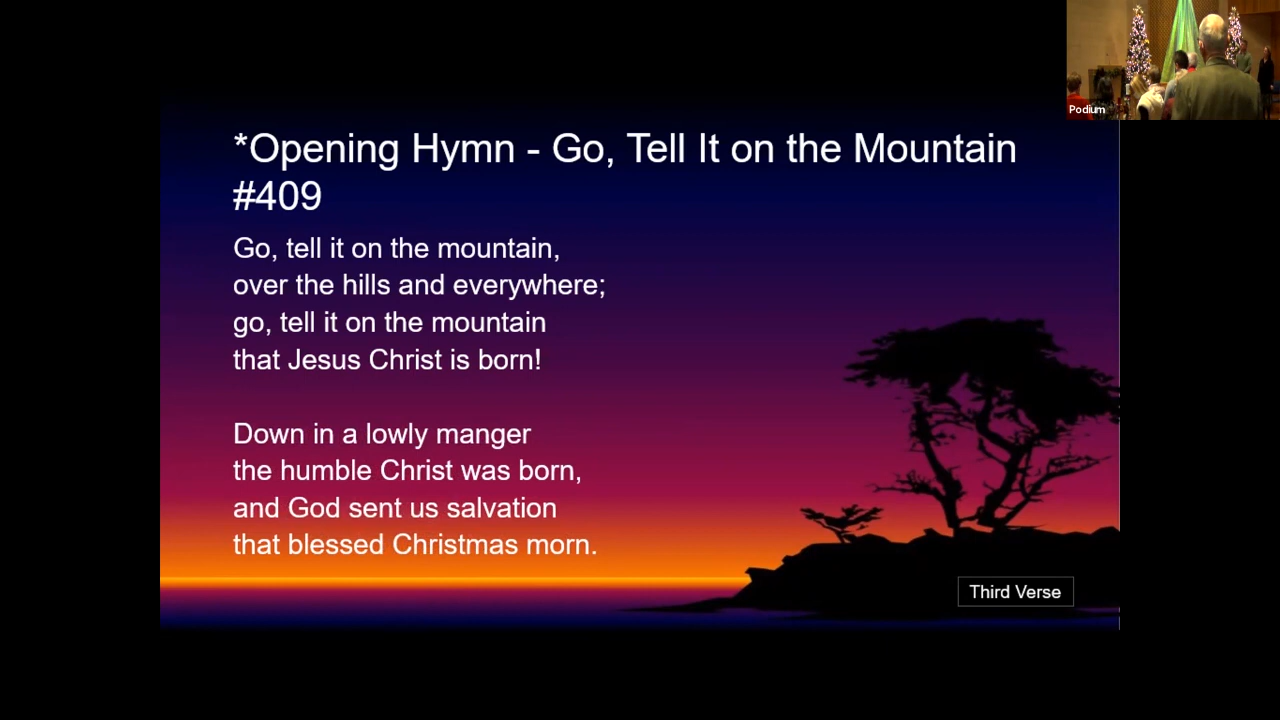 *Opening Hymn - Go, Tell It on the Mountain
#409
Go, tell it on the mountain,
over the hills and everywhere;
go, tell it on the mountain
that Jesus Christ is born!
Down in a lowly manger
the humble Christ was born,
and God sent us salvation
that blessed Christmas morn.
Third Verse
Podium